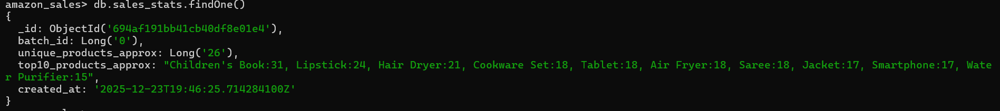 amazon_sales> db.sales_stats.findOne()
{
  _id: ObjectId('694af191bb41cb40df8e01e4'),
  batch_id: Long('0'),
  unique_products_approx: Long('26'),
  top10_products_approx: "Children's Book:31, Lipstick:24, Hair Dryer:21, Cookware Set:18, Tablet:18, Air Fryer:18, Saree:18, Jacket:17, Smartphone:17, Wate
r Purifier:15",
  created_at: '2025-12-23T19:46:25.714284100Z'
}